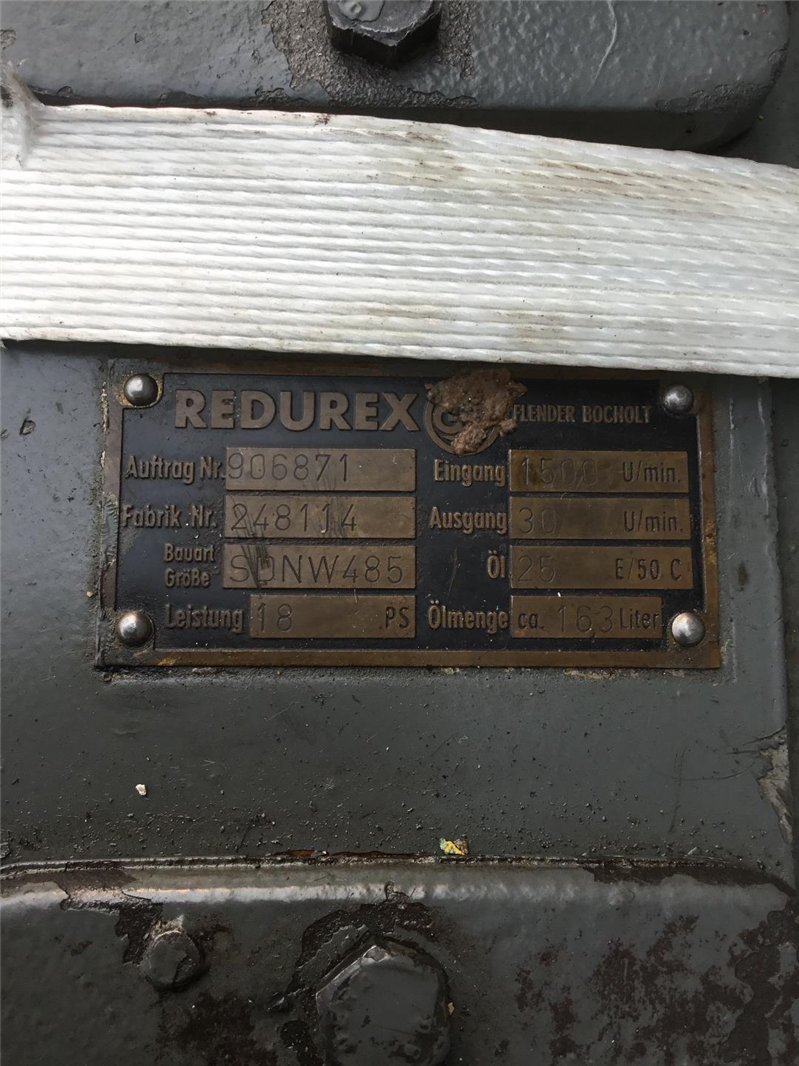 REDUREX FLENDER BOCHOLT
Auftrag Nr. 906871 Eingang 1500 U/min.
Fabrik.Nr. 248114 Ausgang 30 U/min.
Bauart
Größe SDNW485 Öl 25 E/50 C
Leistung 18 PS Ölmenge ca. 163 Liter